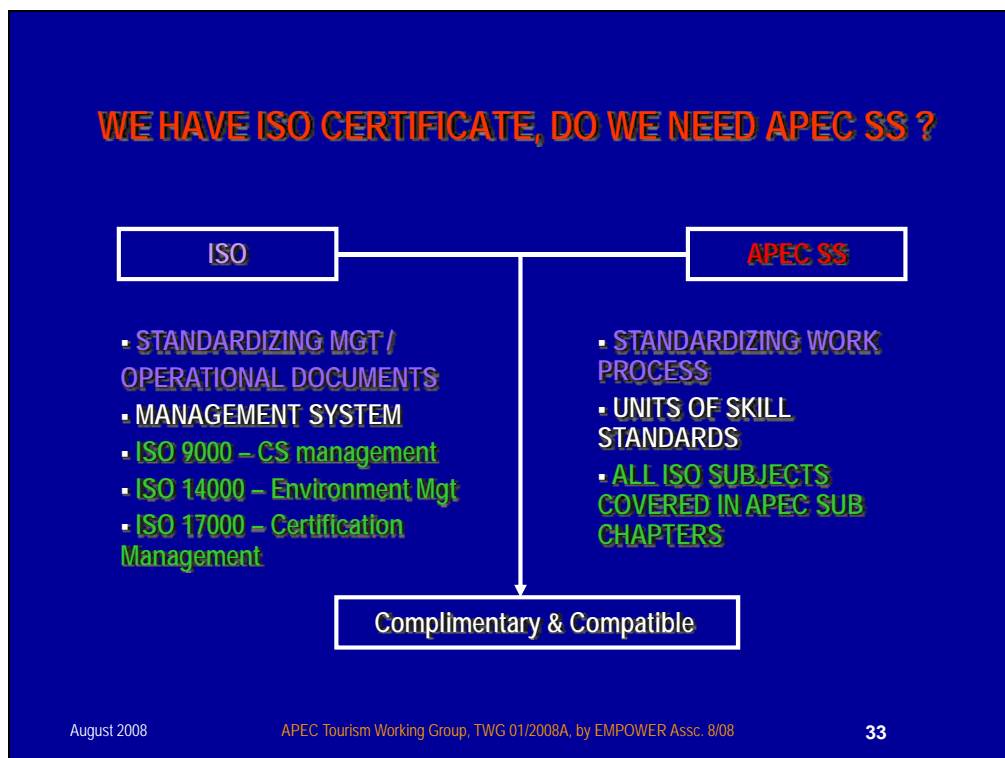 WE HAVE ISO CERTIFICATE, DO WE NEED APEC SS ?
ISO
▪ STANDARDIZING MGT /
OPERATIONAL DOCUMENTS
▪ MANAGEMENT SYSTEM
▪ ISO 9000 – CS management
▪ ISO 14000 – Environment Mgt
▪ ISO 17000 – Certification
Management
APEC SS
▪ STANDARDIZING WORK
PROCESS
▪ UNITS OF SKILL
STANDARDS
▪ ALL ISO SUBJECTS
COVERED IN APEC SUB
CHAPTERS
Complimentary & Compatible
August 2008
APEC Tourism Working Group, TWG 01/2008A, by EMPOWER Assc. 8/08
33